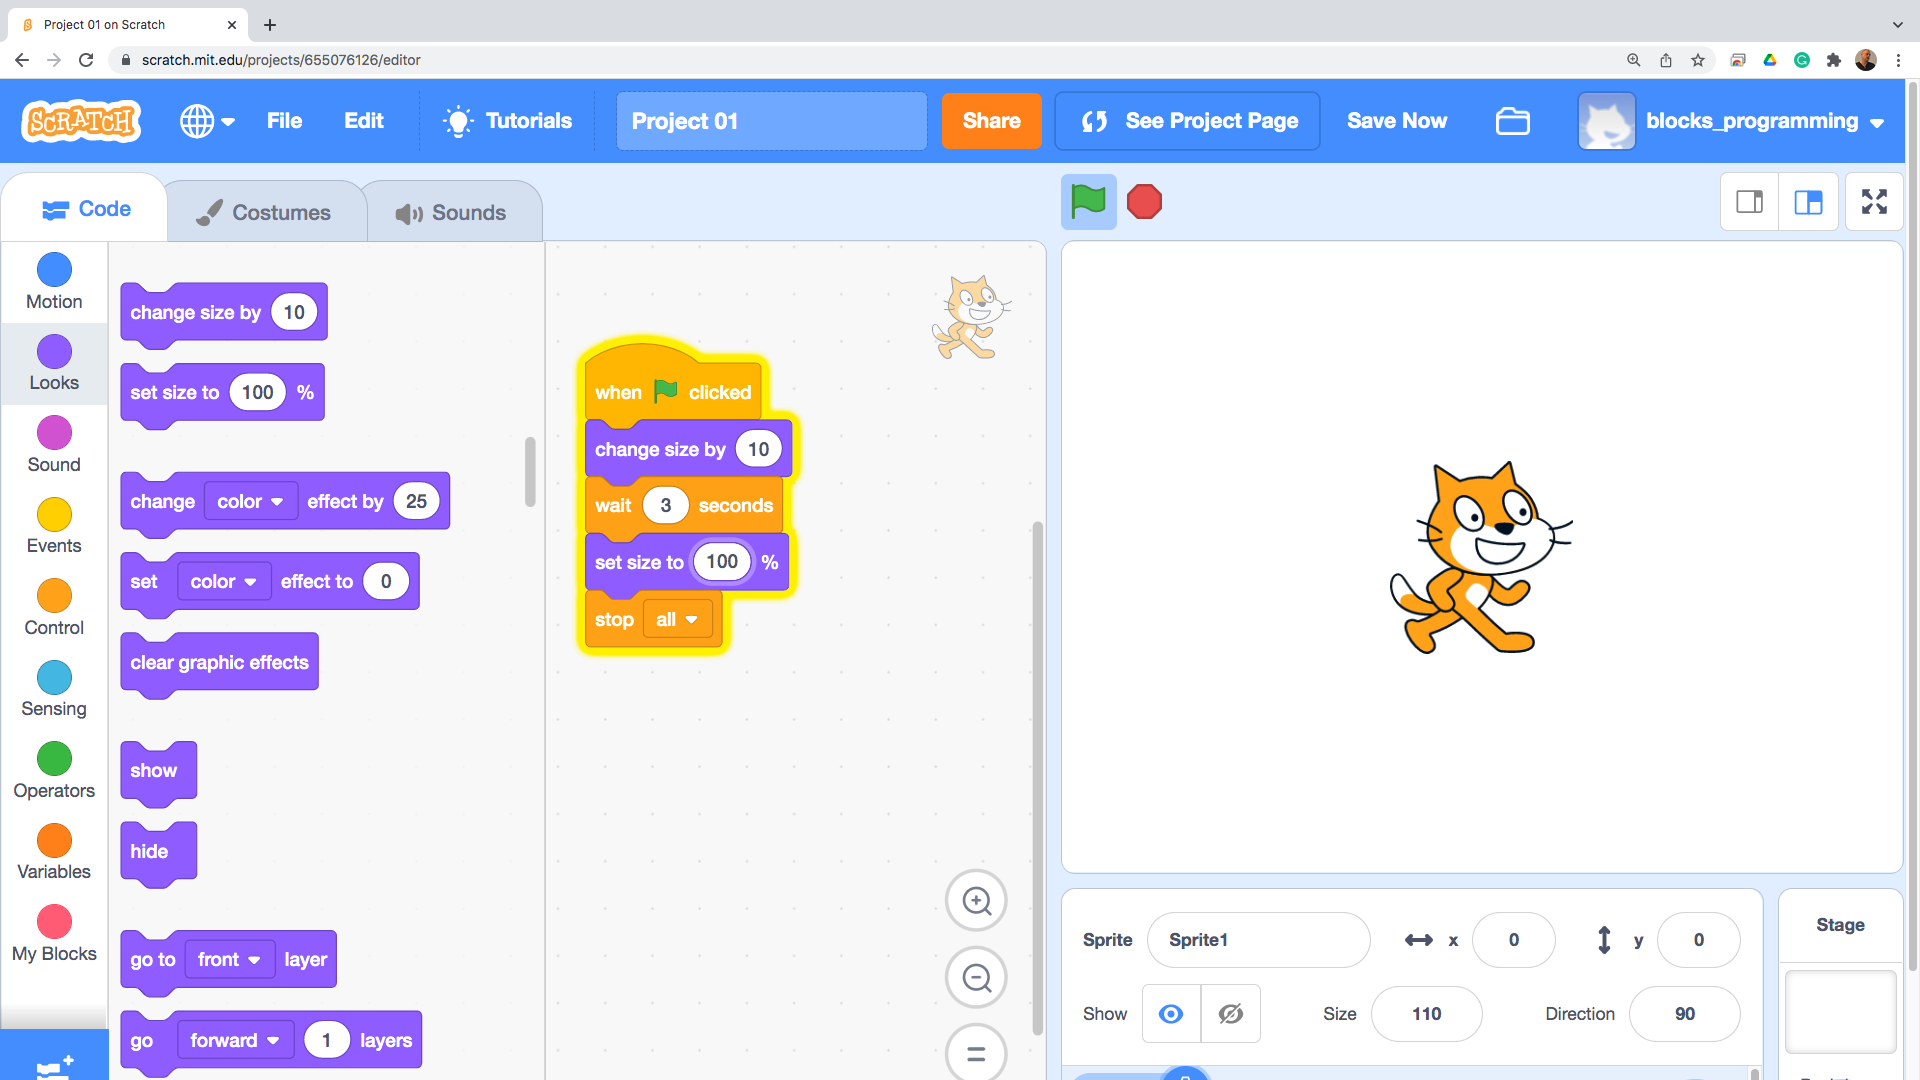 Project 01 on Scratch
scratch.mit.edu/projects/655076126/editor
SCRATCH
File
Edit
Tutorials
Project 01
Share
See Project Page
Save Now
blocks_programming
Code
Costumes
Sounds
Motion
Looks
Sound
Events
Control
Sensing
Operators
Variables
My Blocks
change size by 10
set size to 100 %
change color effect by 25
set color effect to 0
clear graphic effects
show
hide
go to front layer
go forward 1 layers
when clicked
change size by 10
wait 3 seconds
set size to 100 %
stop all
Sprite Sprite1 x 0 y 0
Show Size 110 Direction 90
Stage